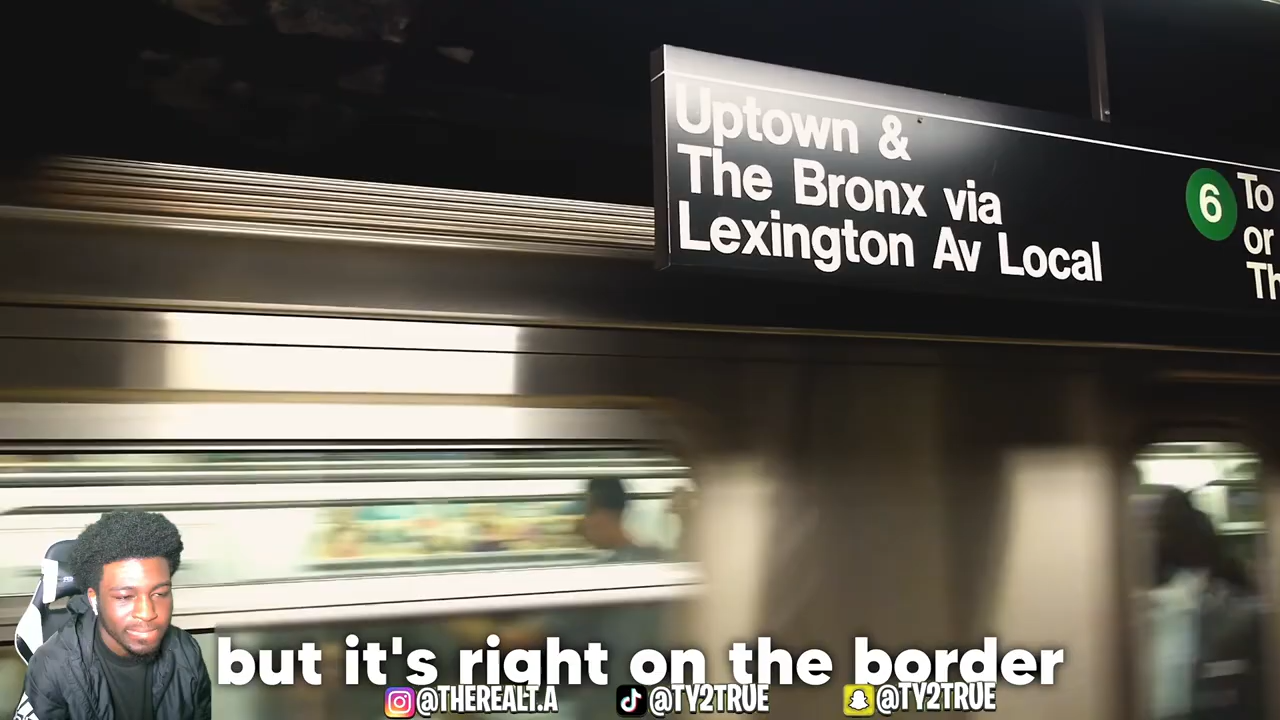 Uptown &
The Bronx via
Lexington Av Local
6
To
or
Th
but it's right on the border
@THEREALT.A
@TY2TRUE
@TY2TRUE